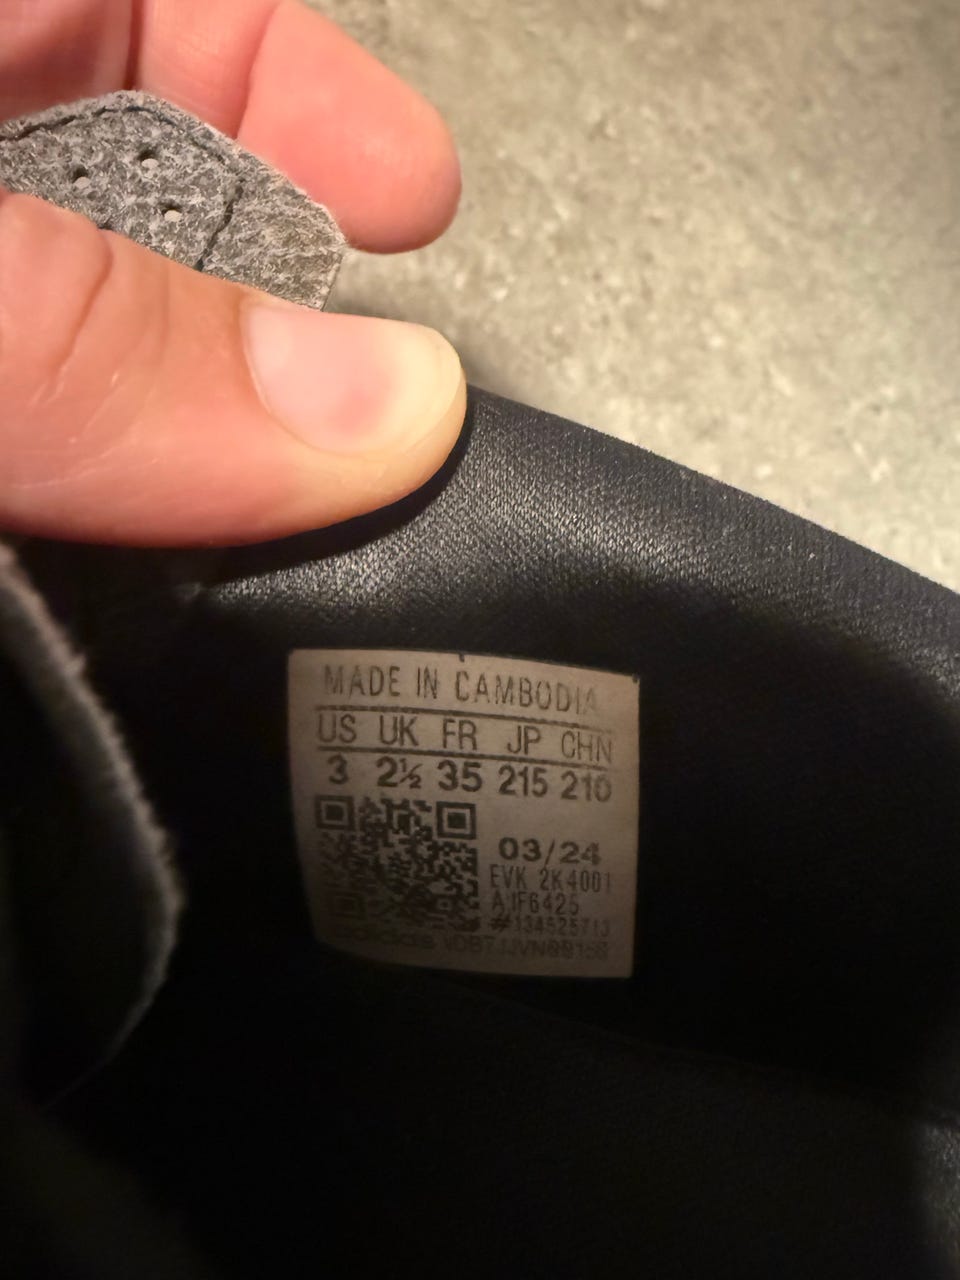 MADE IN CAMBODIA
US UK FR JP CHN
3 2½ 35 215 210
03/24
EVK 2K4001
#134525713
adidas